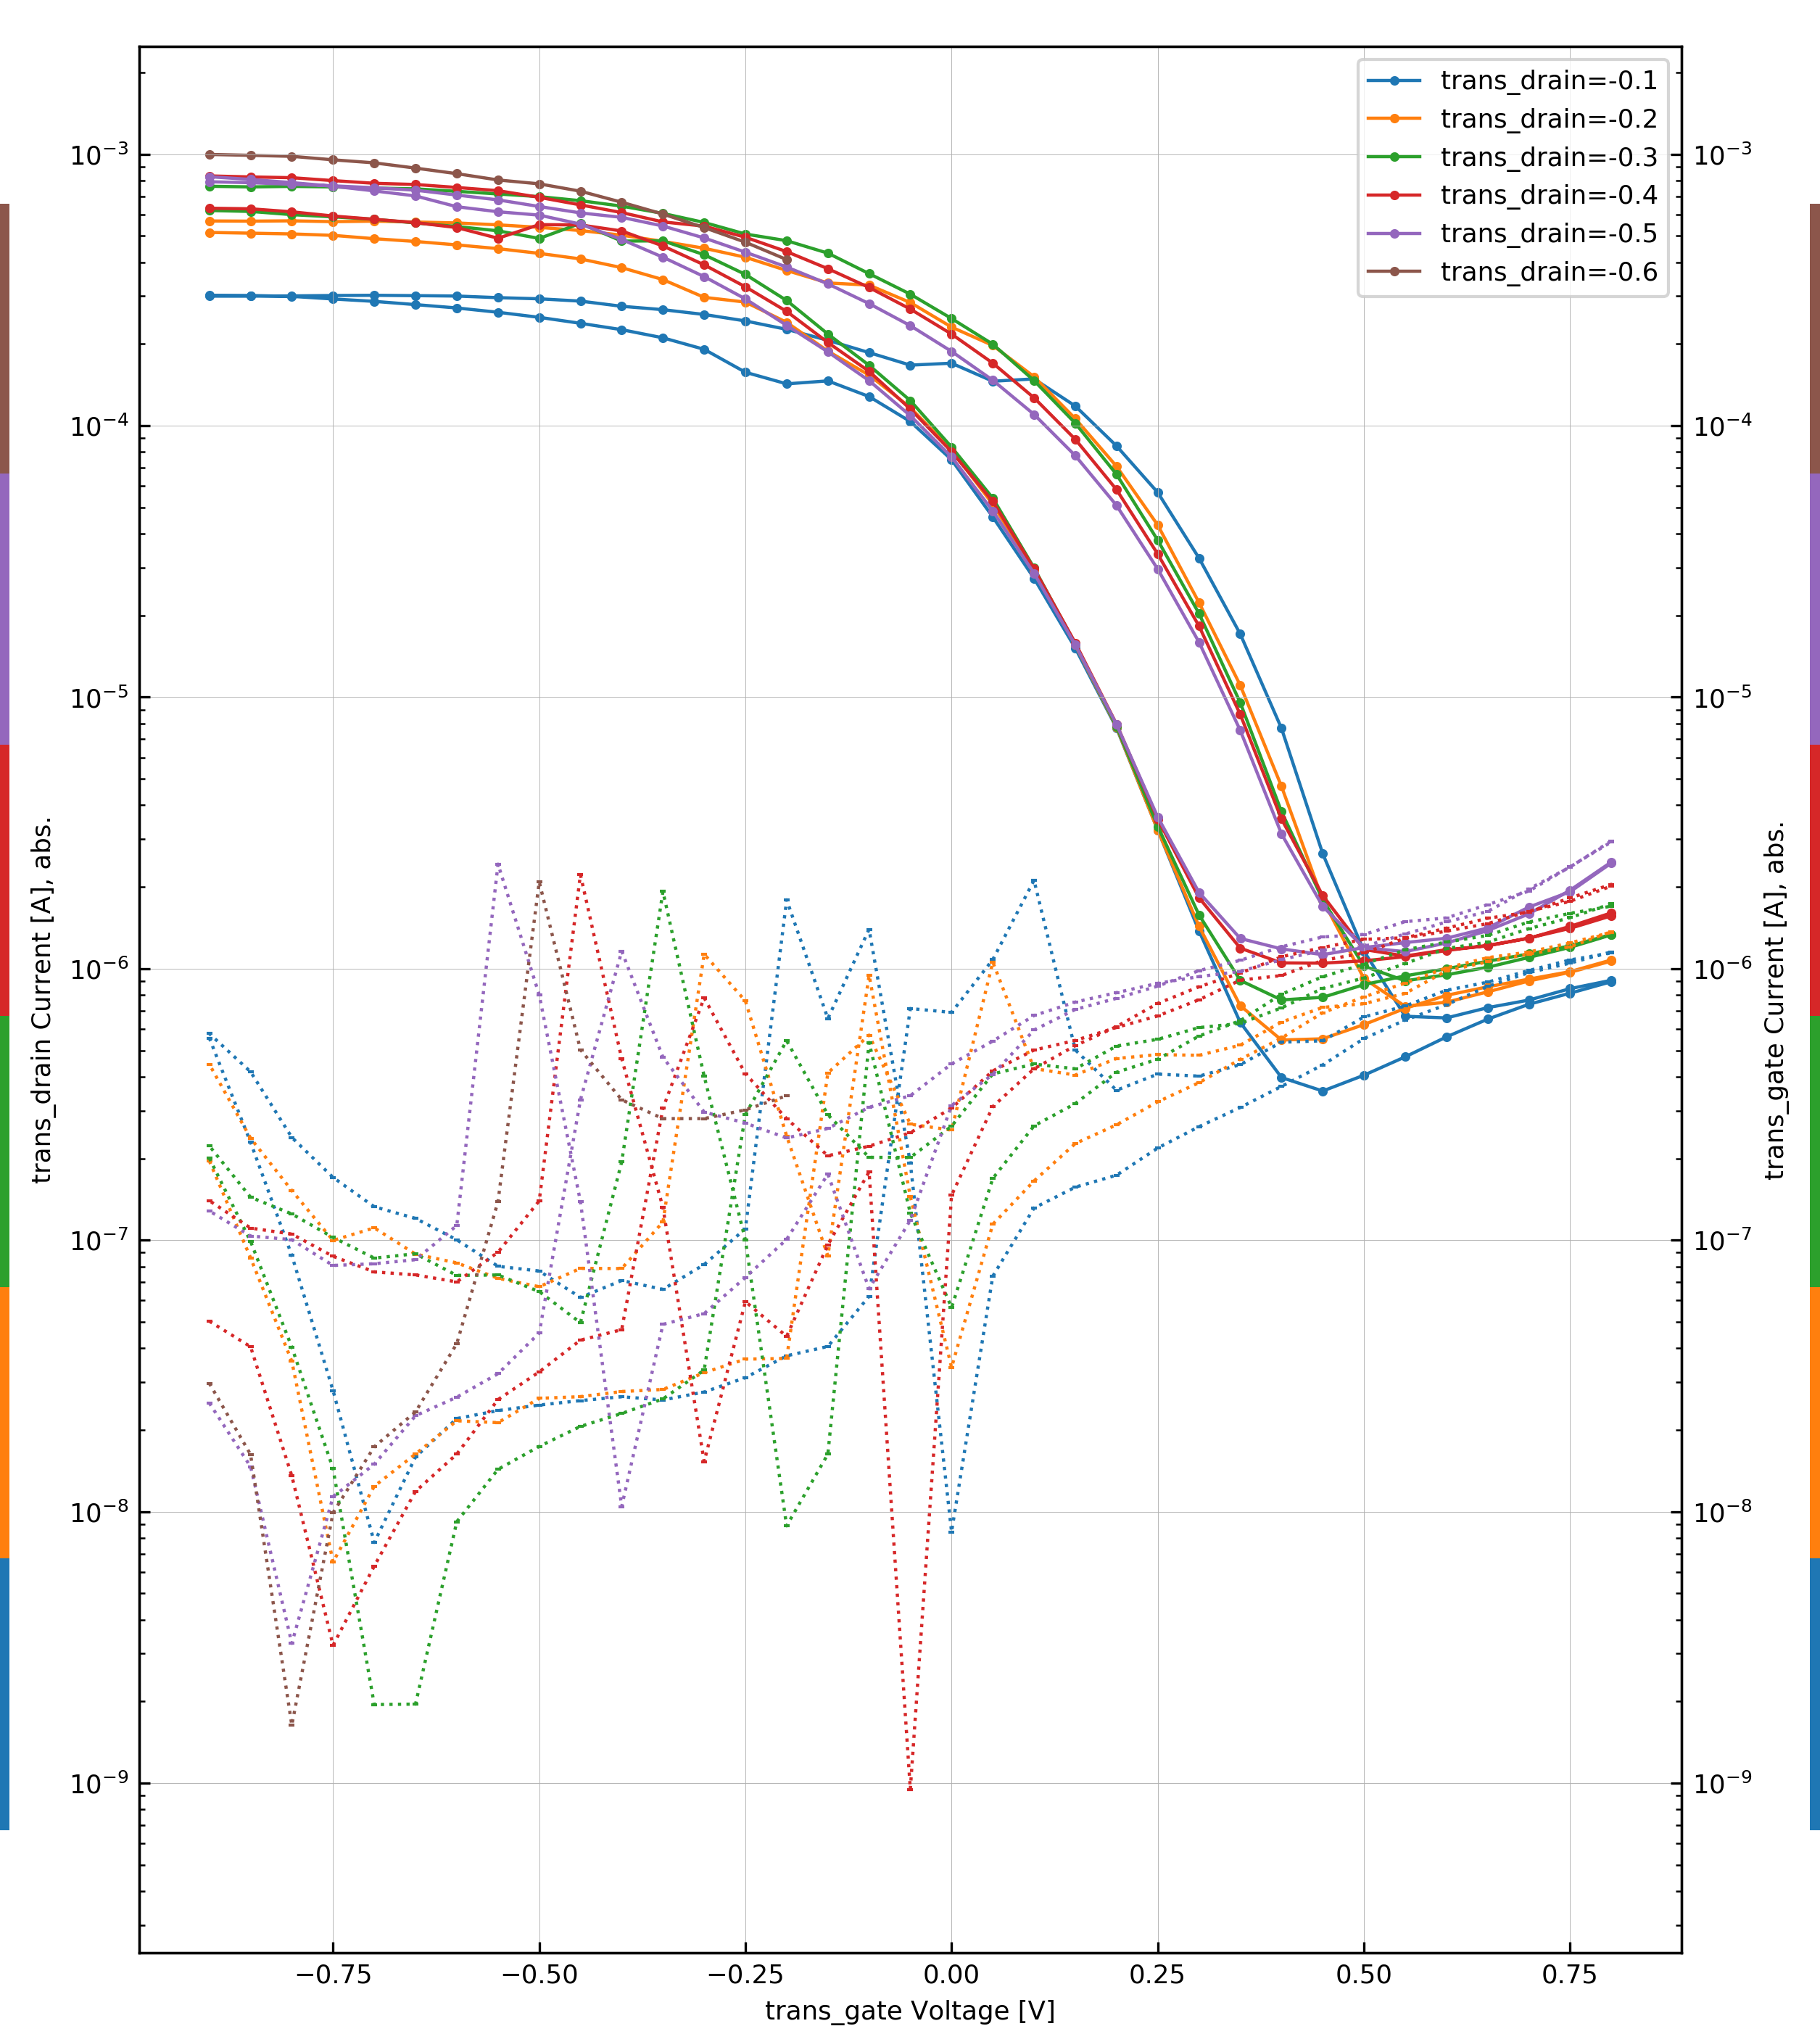 trans_drain=-0.1
trans_drain=-0.2
trans_drain=-0.3
trans_drain=-0.4
trans_drain=-0.5
trans_drain=-0.6
10⁻³
10⁻⁴
10⁻⁵
10⁻⁶
10⁻⁷
10⁻⁸
10⁻⁹
trans_drain Current [A], abs.
10⁻³
10⁻⁴
10⁻⁵
10⁻⁶
10⁻⁷
10⁻⁸
10⁻⁹
trans_gate Current [A], abs.
−0.75 −0.50 −0.25 0.00 0.25 0.50 0.75
trans_gate Voltage [V]